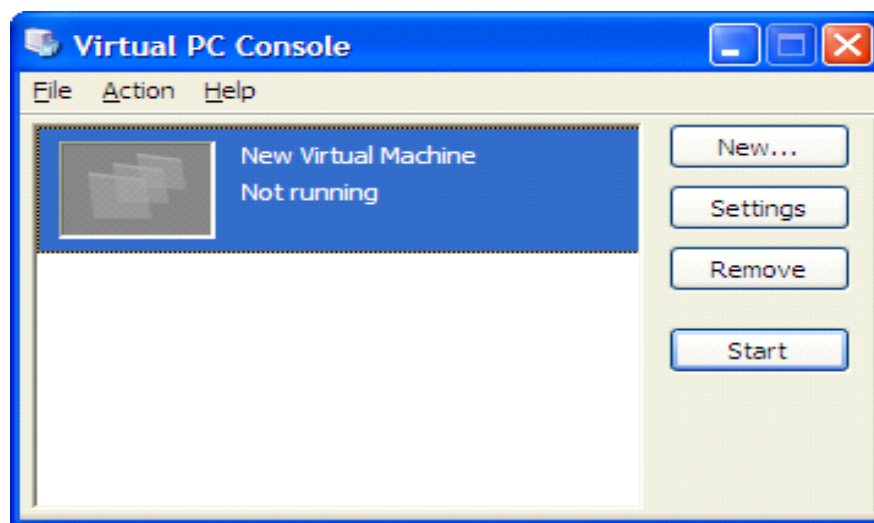 Virtual PC Console
File Action Help
New Virtual Machine
Not running
New...
Settings
Remove
Start